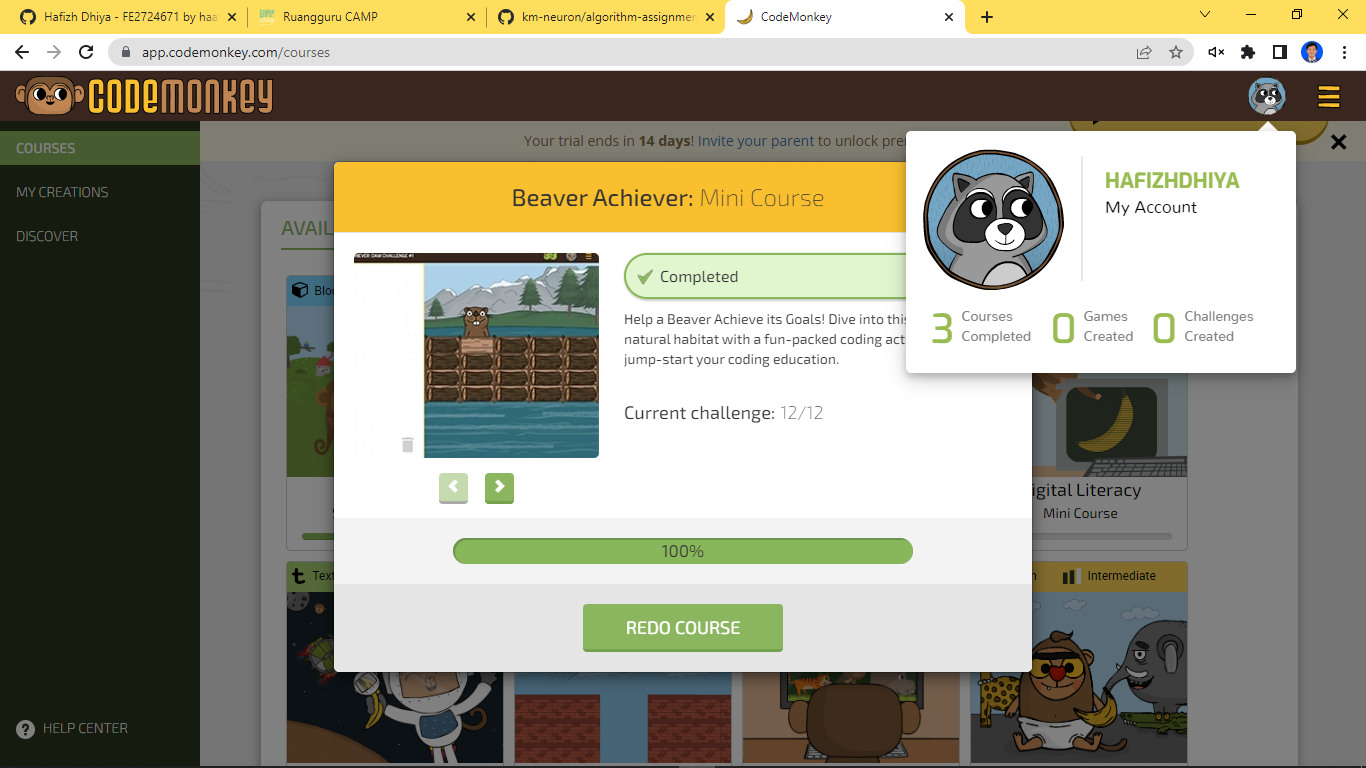 Hafizh Dhiya - FE2724671 by haa
Ruangguru CAMP
km-neuron/algorithm-assignmen
CodeMonkey
app.codemonkey.com/courses
CODEMONKEY
COURSES
MY CREATIONS
DISCOVER
HELP CENTER
Your trial ends in 14 days! Invite your parent to unlock pre
AVAIL
Beaver Achiever: Mini Course
Completed
Help a Beaver Achieve its Goals! Dive into this
natural habitat with a fun-packed coding act
jump-start your coding education.
Current challenge: 12/12
100%
REDO COURSE
HAFIZHDHIYA
My Account
3 Courses Completed
0 Games Created
0 Challenges Created
Bloc
igital Literacy
Mini Course
Text
Intermediate